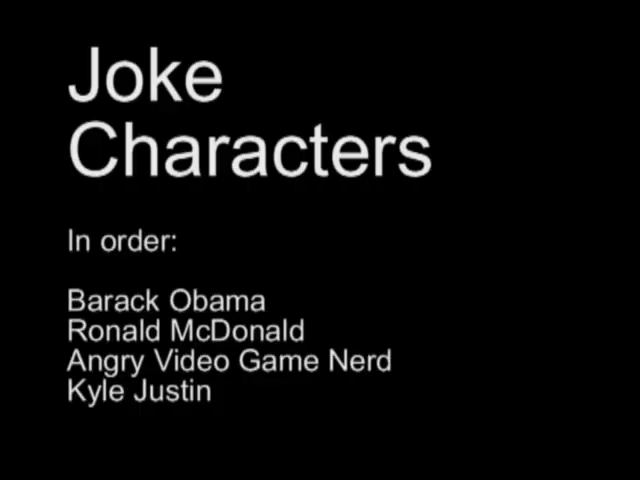 Joke
Characters
In order:
Barack Obama
Ronald McDonald
Angry Video Game Nerd
Kyle Justin